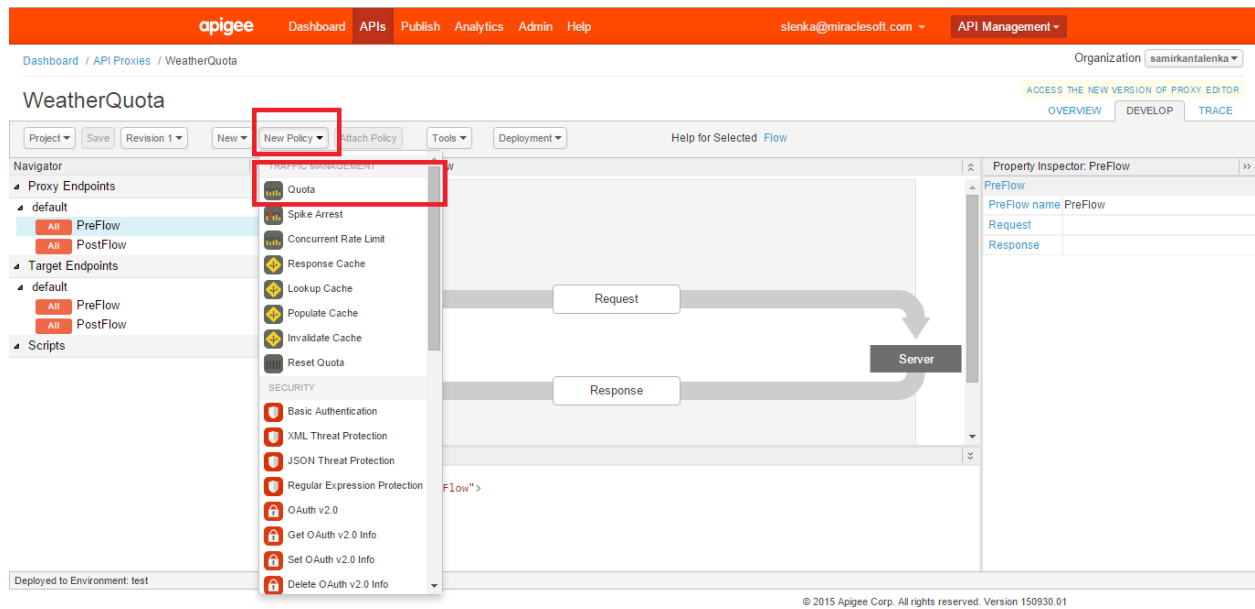 apigee Dashboard APIs Publish Analytics Admin Help slenka@miraclesoft.com API Management
Dashboard / API Proxies / WeatherQuota Organization samirkantalenka
ACCESS THE NEW VERSION OF PROXY EDITOR
WeatherQuota OVERVIEW DEVELOP TRACE
Project Save Revision 1 New New Policy Attach Policy Tools Deployment Help for Selected Flow
Navigator
Proxy Endpoints
default
All PreFlow
All PostFlow
Target Endpoints
default
All PreFlow
All PostFlow
Scripts
TRAFFIC MANAGEMENT
Quota
Spike Arrest
Concurrent Rate Limit
Response Cache
Lookup Cache
Populate Cache
Invalidate Cache
Reset Quota
SECURITY
Basic Authentication
XML Threat Protection
JSON Threat Protection
Regular Expression Protection
OAuth v2.0
Get OAuth v2.0 Info
Set OAuth v2.0 Info
Delete OAuth v2.0 Info
Request
Server
Response
Flow">
Property Inspector: PreFlow
PreFlow
PreFlow name PreFlow
Request
Response
Deployed to Environment: test
© 2015 Apigee Corp. All rights reserved. Version 150930.01